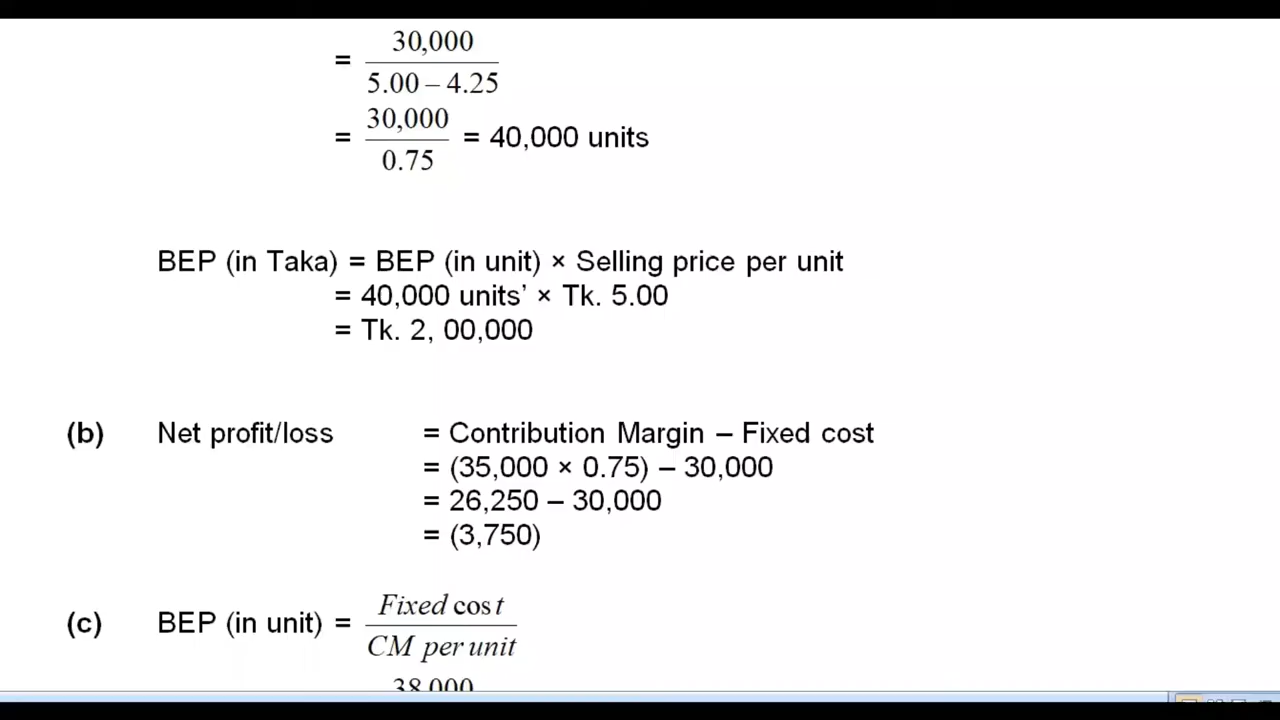 = 30,000 / 5.00 – 4.25
= 30,000 / 0.75 = 40,000 units
BEP (in Taka) = BEP (in unit) × Selling price per unit
= 40,000 units’ × Tk. 5.00
= Tk. 2, 00,000
(b) Net profit/loss = Contribution Margin – Fixed cost
= (35,000 × 0.75) – 30,000
= 26,250 – 30,000
= (3,750)
(c) BEP (in unit) = Fixed cost / CM per unit
38,000